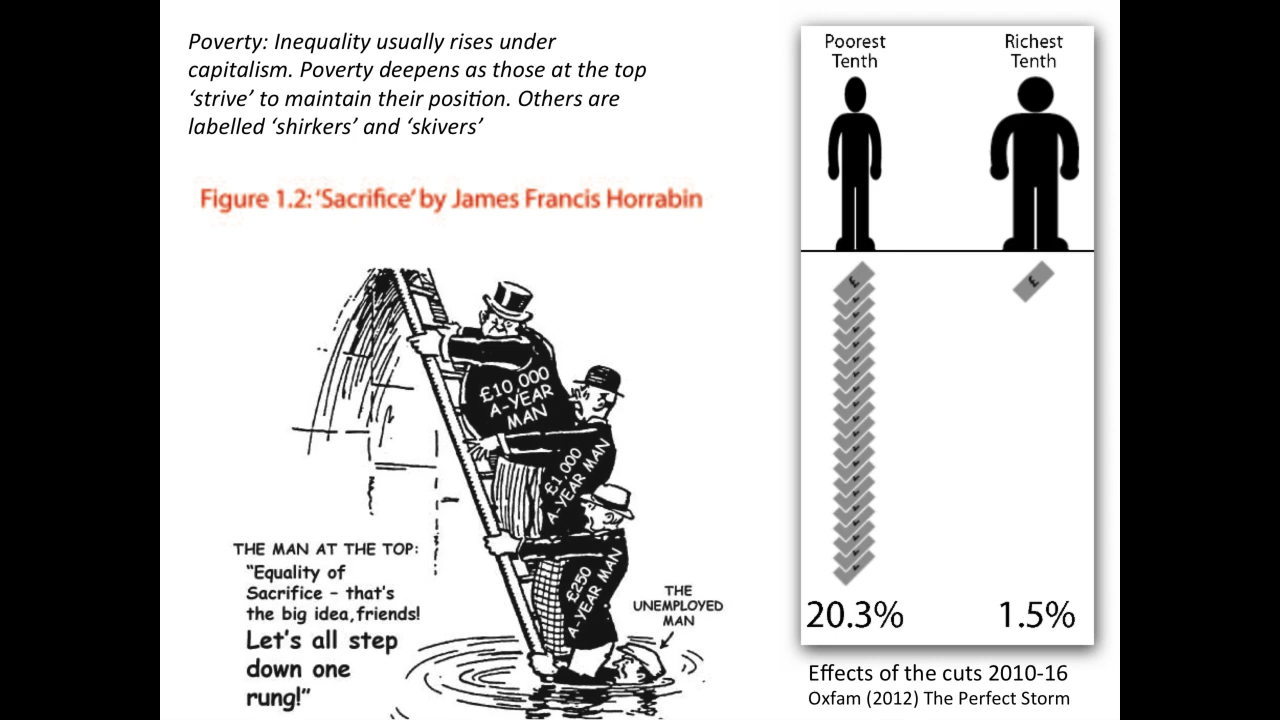 Poverty: Inequality usually rises under
capitalism. Poverty deepens as those at the top
‘strive’ to maintain their position. Others are
labelled ‘shirkers’ and ‘skivers’
Figure 1.2: ‘Sacrifice’ by James Francis Horrabin
£10,000
A-YEAR
MAN
£1,000
A-YEAR MAN
£250
A-YEAR MAN
THE
UNEMPLOYED
MAN
THE MAN AT THE TOP:
"Equality of
Sacrifice – that's
the big idea, friends!
Let's all step
down one
rung!"
Poorest
Tenth
Richest
Tenth
£
£
20.3%
1.5%
Effects of the cuts 2010-16
Oxfam (2012) The Perfect Storm